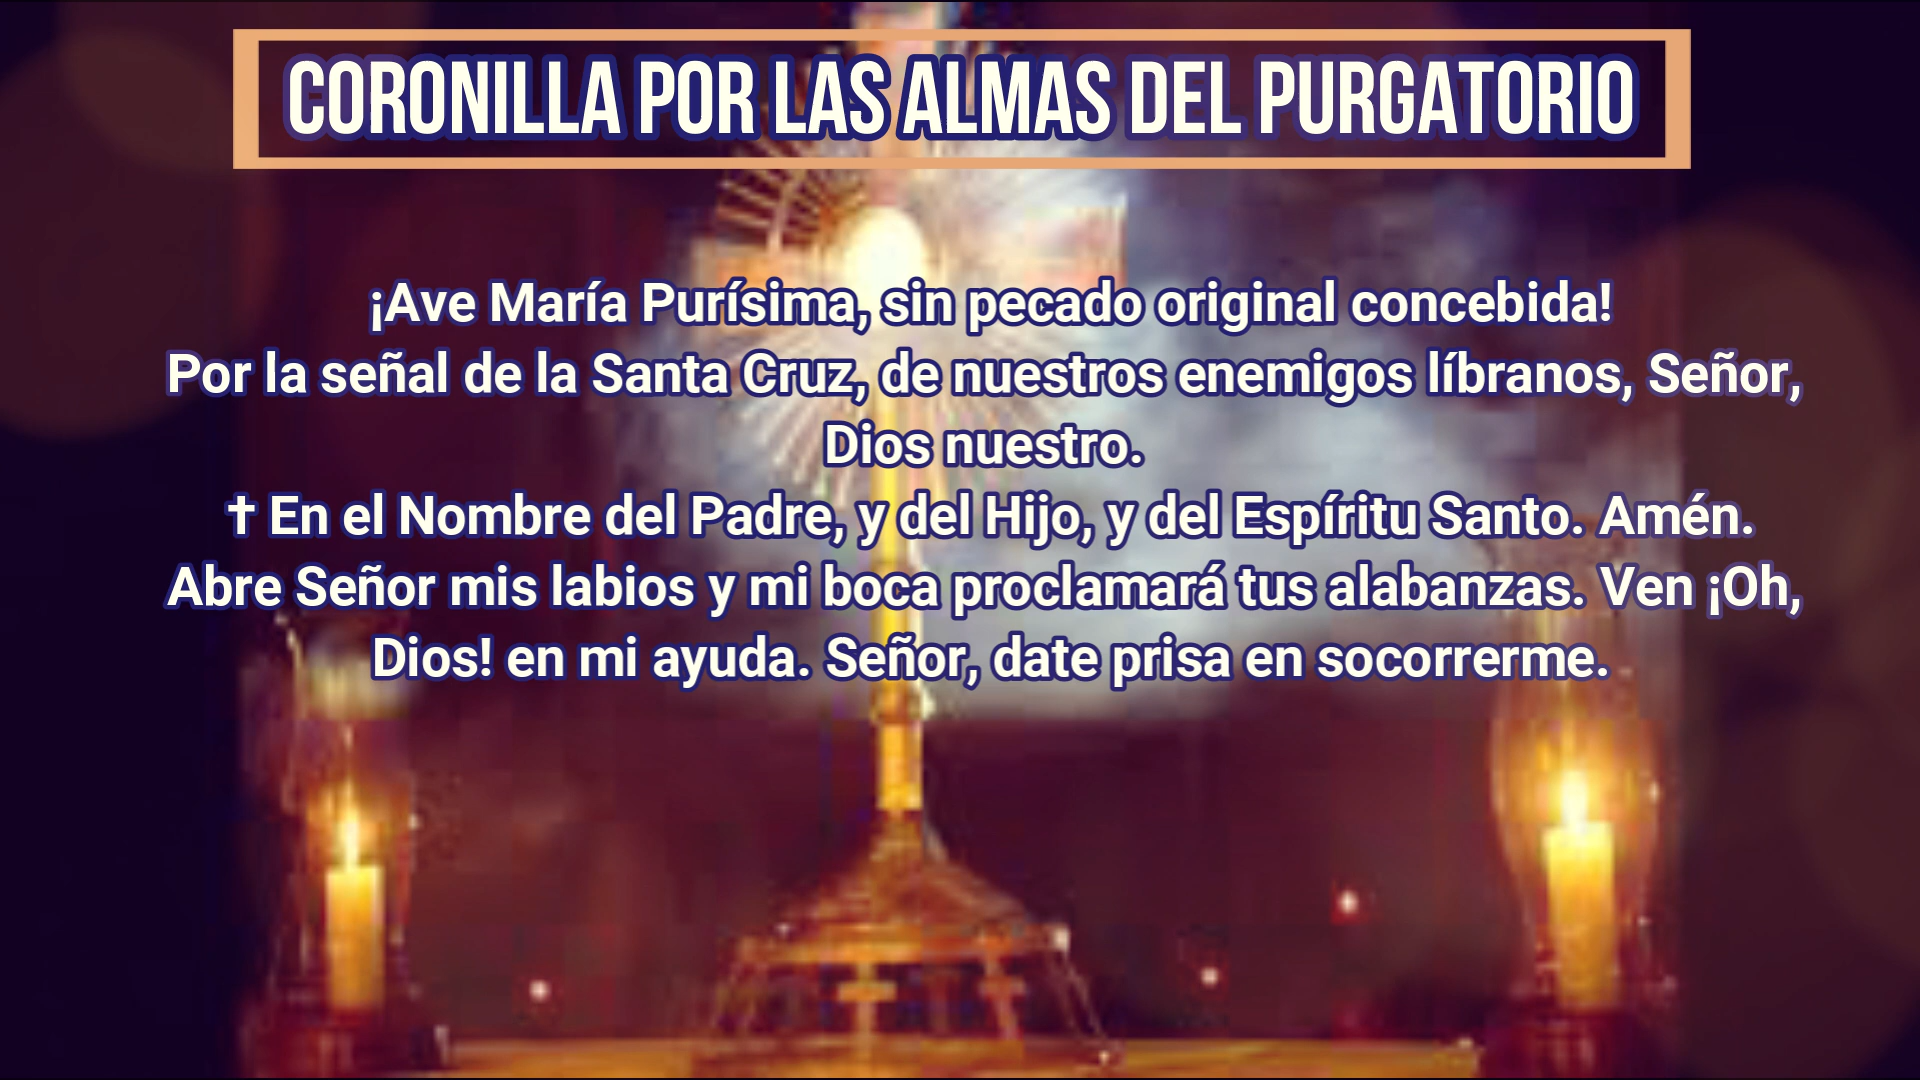 CORONILLA POR LAS ALMAS DEL PURGATORIO
¡Ave María Purísima, sin pecado original concebida!
Por la señal de la Santa Cruz, de nuestros enemigos líbranos, Señor,
Dios nuestro.
✝ En el Nombre del Padre, y del Hijo, y del Espíritu Santo. Amén.
Abre Señor mis labios y mi boca proclamará tus alabanzas. Ven ¡Oh,
Dios! en mi ayuda. Señor, date prisa en socorrerme.